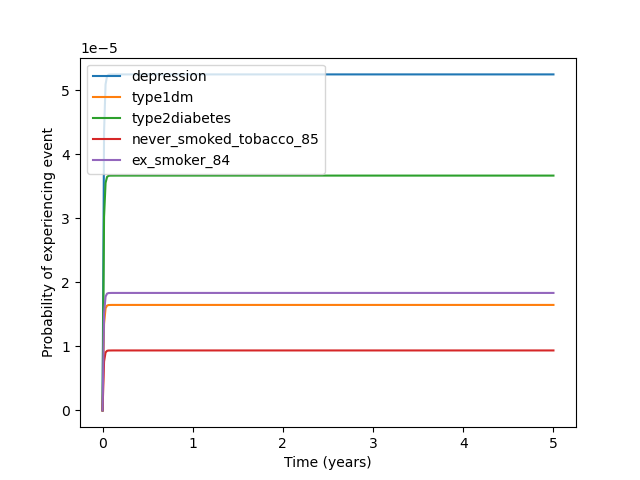 1e−5
depression
type1dm
type2diabetes
never_smoked_tobacco_85
ex_smoker_84
5
4
3
2
1
0
Probability of experiencing event
0 1 2 3 4 5
Time (years)